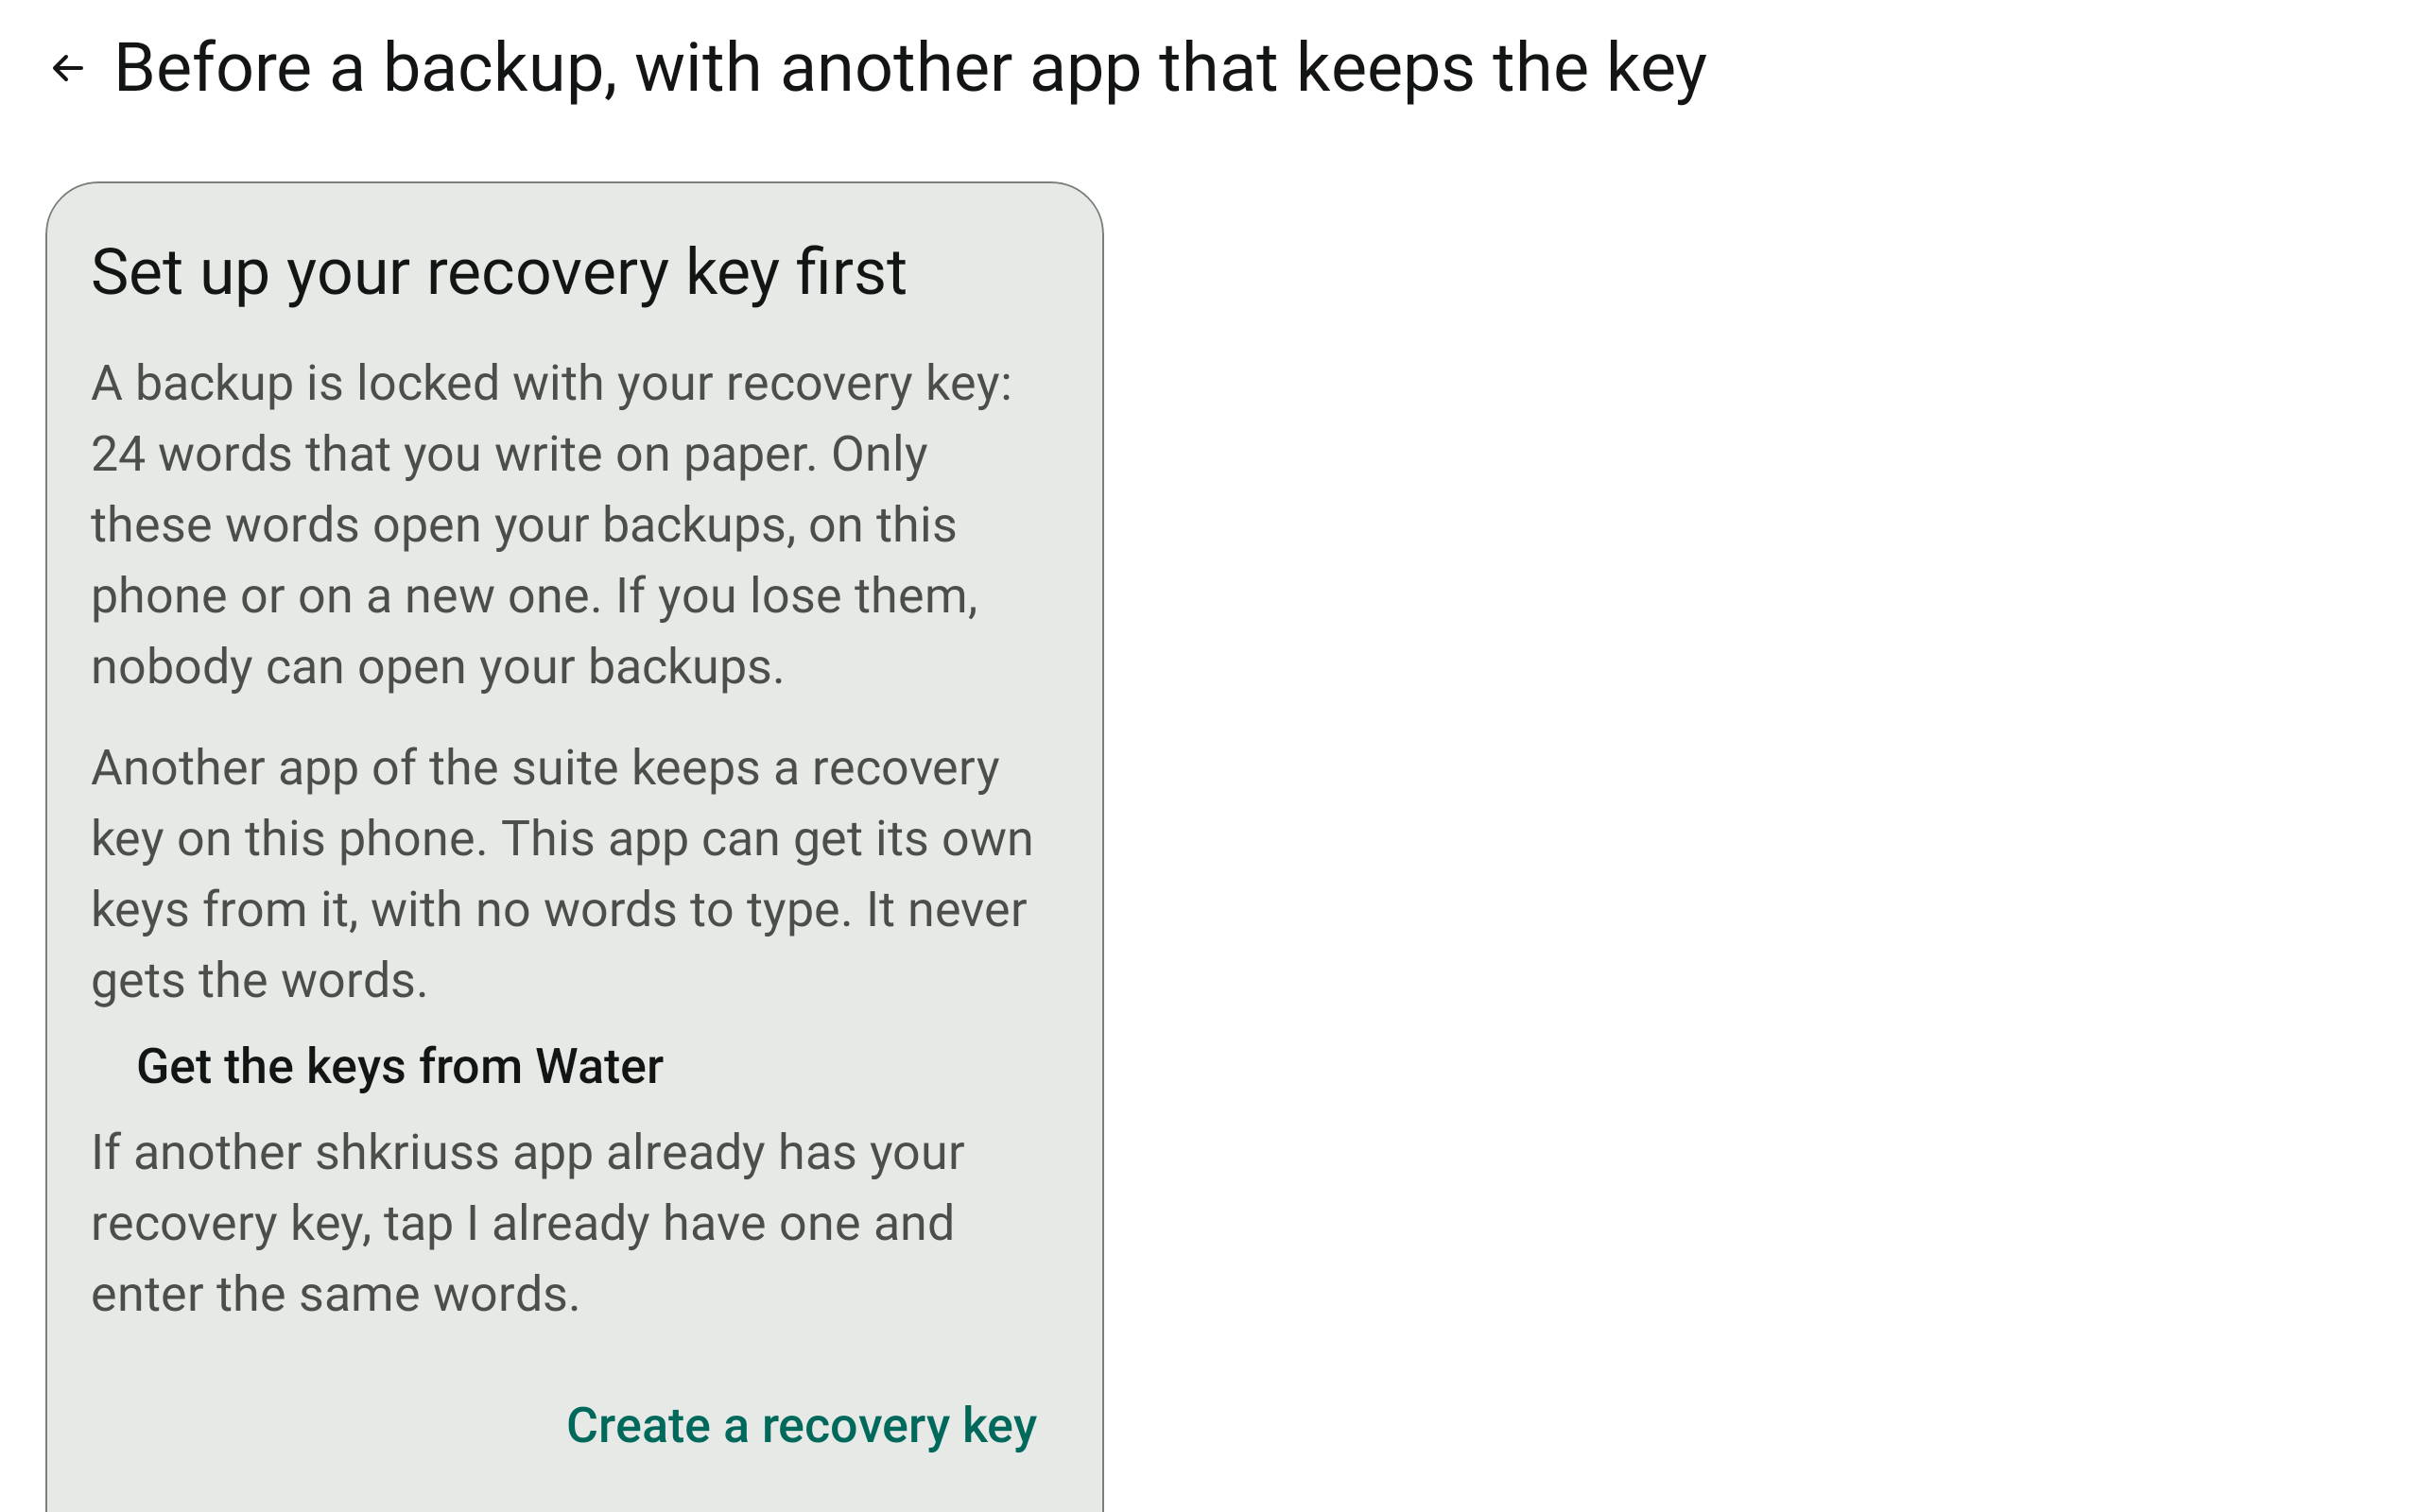 Before a backup, with another app that keeps the key
Set up your recovery key first
A backup is locked with your recovery key:
24 words that you write on paper. Only
these words open your backups, on this
phone or on a new one. If you lose them,
nobody can open your backups.
Another app of the suite keeps a recovery
key on this phone. This app can get its own
keys from it, with no words to type. It never
gets the words.
Get the keys from Water
If another shkriuss app already has your
recovery key, tap I already have one and
enter the same words.
Create a recovery key